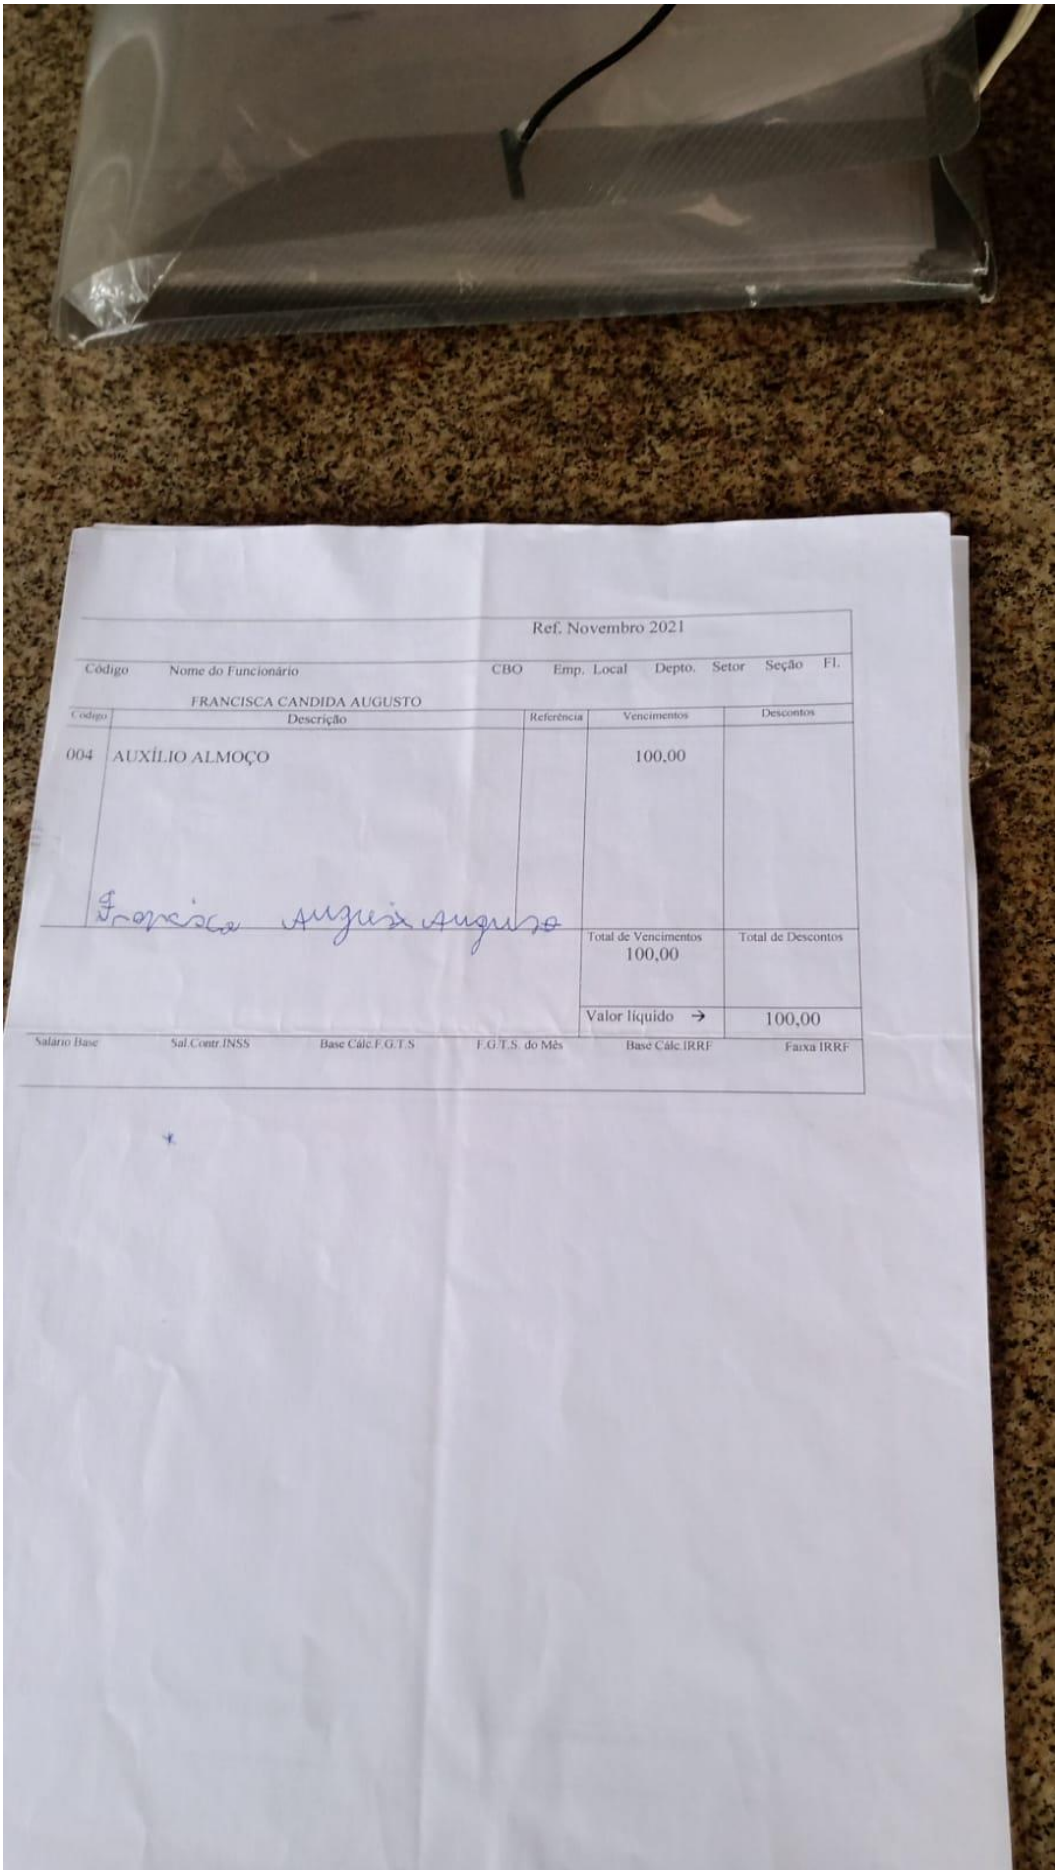 Ref. Novembro 2021
Código Nome do Funcionário CBO Emp. Local Depto. Setor Seção Fl.
FRANCISCA CANDIDA AUGUSTO
Código Descrição Referência Vencimentos Descontos
004 AUXÍLIO ALMOÇO 100,00
Francisca Augusto
Total de Vencimentos Total de Descontos
100,00
Valor líquido → 100,00
Salário Base Sal.Contr.INSS Base Cálc.F.G.T.S F.G.T.S. do Mês Base Cálc.IRRF Faixa IRRF